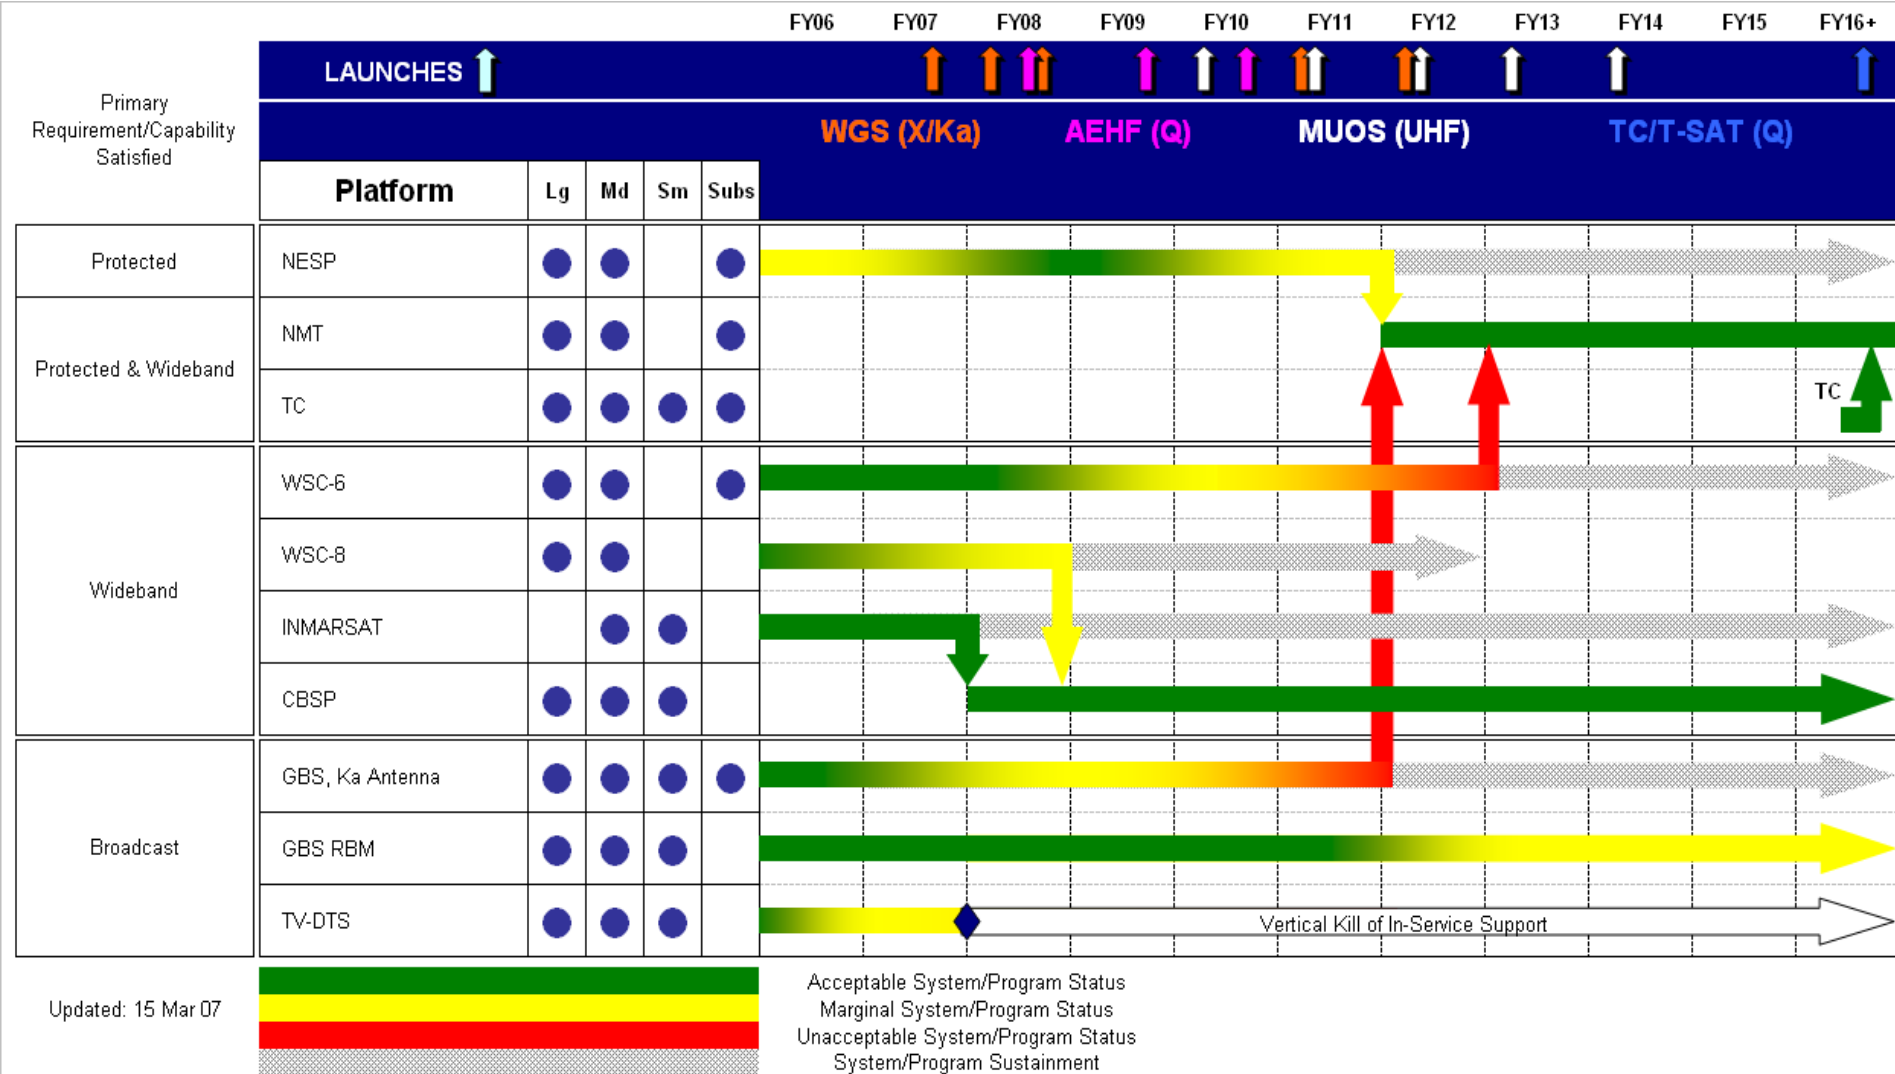 FY06 FY07 FY08 FY09 FY10 FY11 FY12 FY13 FY14 FY15 FY16+
LAUNCHES
Primary
Requirement/Capability
Satisfied
WGS (X/Ka) AEHF (Q) MUOS (UHF) TC/T-SAT (Q)
Platform Lg Md Sm Subs
Protected NESP
NMT
Protected & Wideband
TC
TC
WSC-6
WSC-8
Wideband
INMARSAT
CBSP
GBS, Ka Antenna
Broadcast GBS RBM
TV-DTS Vertical Kill of In-Service Support
Updated: 15 Mar 07
Acceptable System/Program Status
Marginal System/Program Status
Unacceptable System/Program Status
System/Program Sustainment